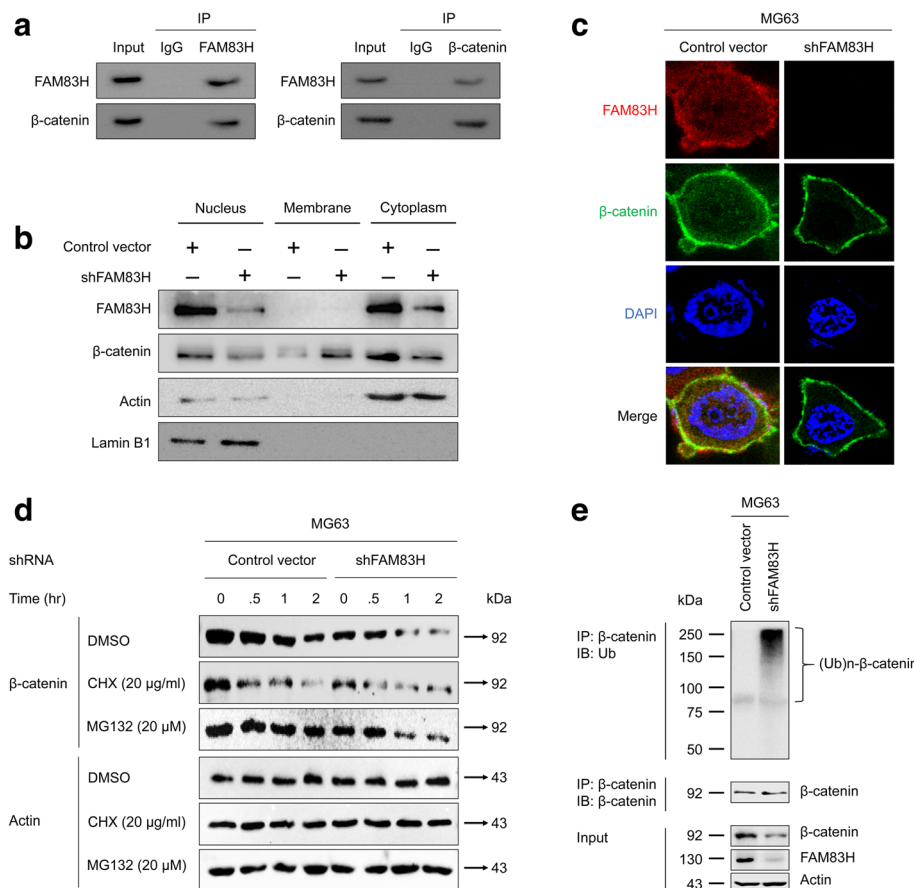 a
IP
Input IgG FAM83H
FAM83H
β-catenin
IP
Input IgG β-catenin
FAM83H
β-catenin
b
Nucleus Membrane Cytoplasm
Control vector + – + – + –
shFAM83H – + – + – +
FAM83H
β-catenin
Actin
Lamin B1
c
MG63
Control vector shFAM83H
FAM83H
β-catenin
DAPI
Merge
d
MG63
shRNA Control vector shFAM83H
Time (hr) 0 .5 1 2 0 .5 1 2 kDa
β-catenin
DMSO → 92
CHX (20 µg/ml) → 92
MG132 (20 µM) → 92
Actin
DMSO → 43
CHX (20 µg/ml) → 43
MG132 (20 µM) → 43
e
MG63
Control vector
shFAM83H
kDa
IP: β-catenin
IB: Ub
250
150
100
75
50
(Ub)n-β-catenin
IP: β-catenin
IB: β-catenin
92 β-catenin
Input
92 β-catenin
130 FAM83H
43 Actin